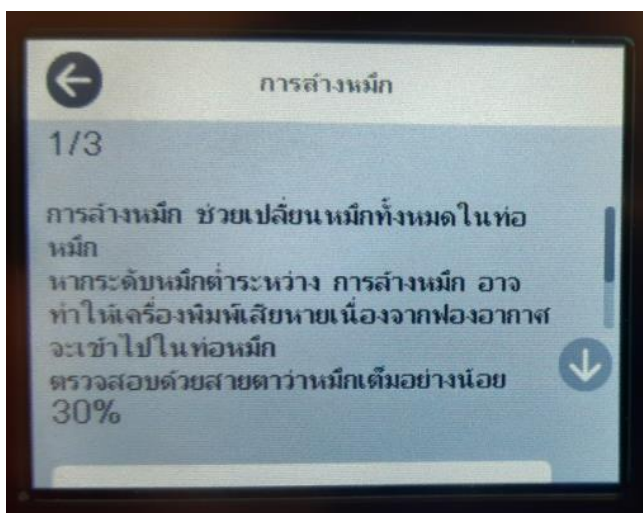 การล้างหมึก
1/3
การล้างหมึก ช่วยเปลี่ยนหมึกทั้งหมดในท่อ
หมึก
หากระดับหมึกต่ำระหว่าง การล้างหมึก อาจ
ทำให้เครื่องพิมพ์เสียหายเนื่องจากฟองอากาศ
จะเข้าไปในท่อหมึก
ตรวจสอบด้วยสายตาว่าหมึกเต็มอย่างน้อย
30%